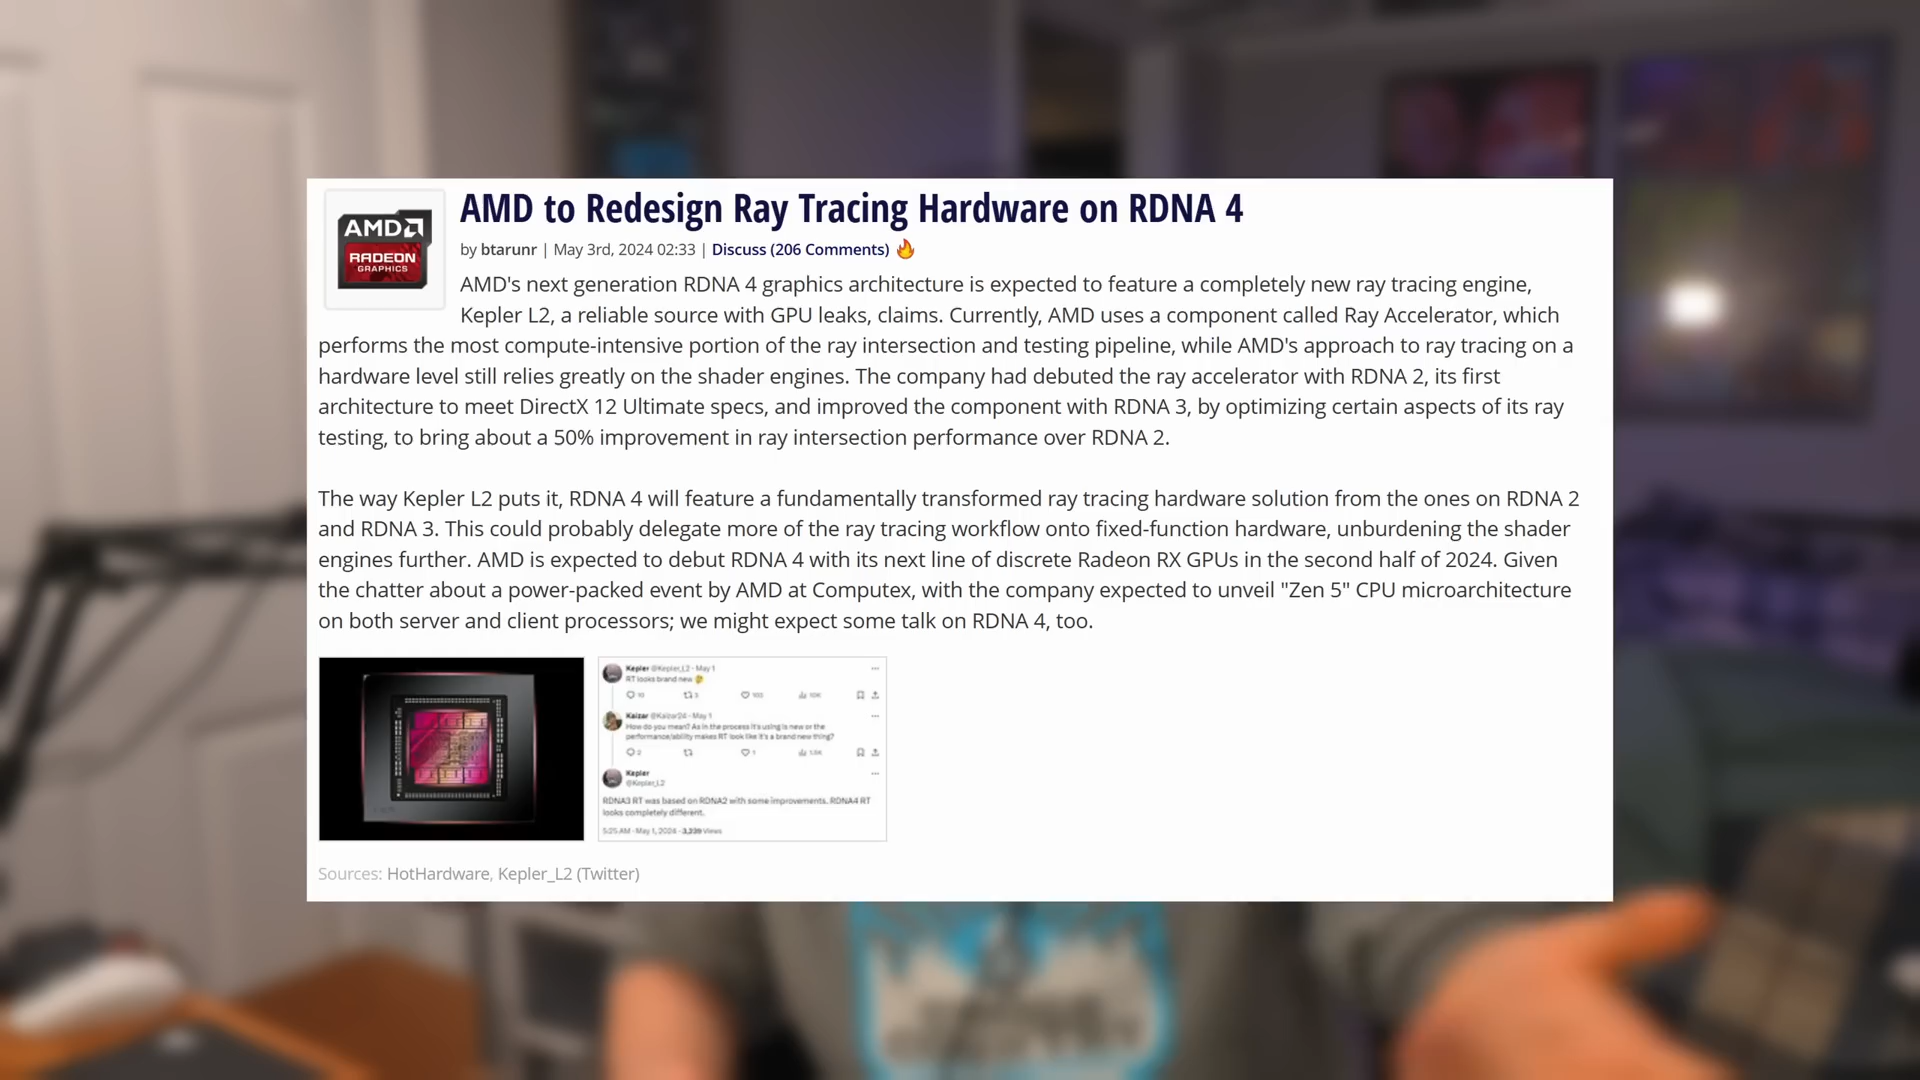 AMD
RADEON
GRAPHICS
AMD to Redesign Ray Tracing Hardware on RDNA 4
by btarunr | May 3rd, 2024 02:33 | Discuss (206 Comments)
AMD's next generation RDNA 4 graphics architecture is expected to feature a completely new ray tracing engine,
Kepler L2, a reliable source with GPU leaks, claims. Currently, AMD uses a component called Ray Accelerator, which
performs the most compute-intensive portion of the ray intersection and testing pipeline, while AMD's approach to ray tracing on a
hardware level still relies greatly on the shader engines. The company had debuted the ray accelerator with RDNA 2, its first
architecture to meet DirectX 12 Ultimate specs, and improved the component with RDNA 3, by optimizing certain aspects of its ray
testing, to bring about a 50% improvement in ray intersection performance over RDNA 2.
The way Kepler L2 puts it, RDNA 4 will feature a fundamentally transformed ray tracing hardware solution from the ones on RDNA 2
and RDNA 3. This could probably delegate more of the ray tracing workflow onto fixed-function hardware, unburdening the shader
engines further. AMD is expected to debut RDNA 4 with its next line of discrete Radeon RX GPUs in the second half of 2024. Given
the chatter about a power-packed event by AMD at Computex, with the company expected to unveil "Zen 5" CPU microarchitecture
on both server and client processors; we might expect some talk on RDNA 4, too.
Kepler @Kepler_L2 · May 1
RT looks brand new
Kaizar @Kaizar24 · May 1
How do you mean? As in the process it's using is new or the
performance/ability makes RT look like it's a brand new thing?
Kepler
@Kepler_L2
RDNA3 RT was based on RDNA2 with some improvements. RDNA4 RT
looks completely different.
5:25 AM · May 1, 2024 · 3,339 Views
Sources: HotHardware, Kepler_L2 (Twitter)